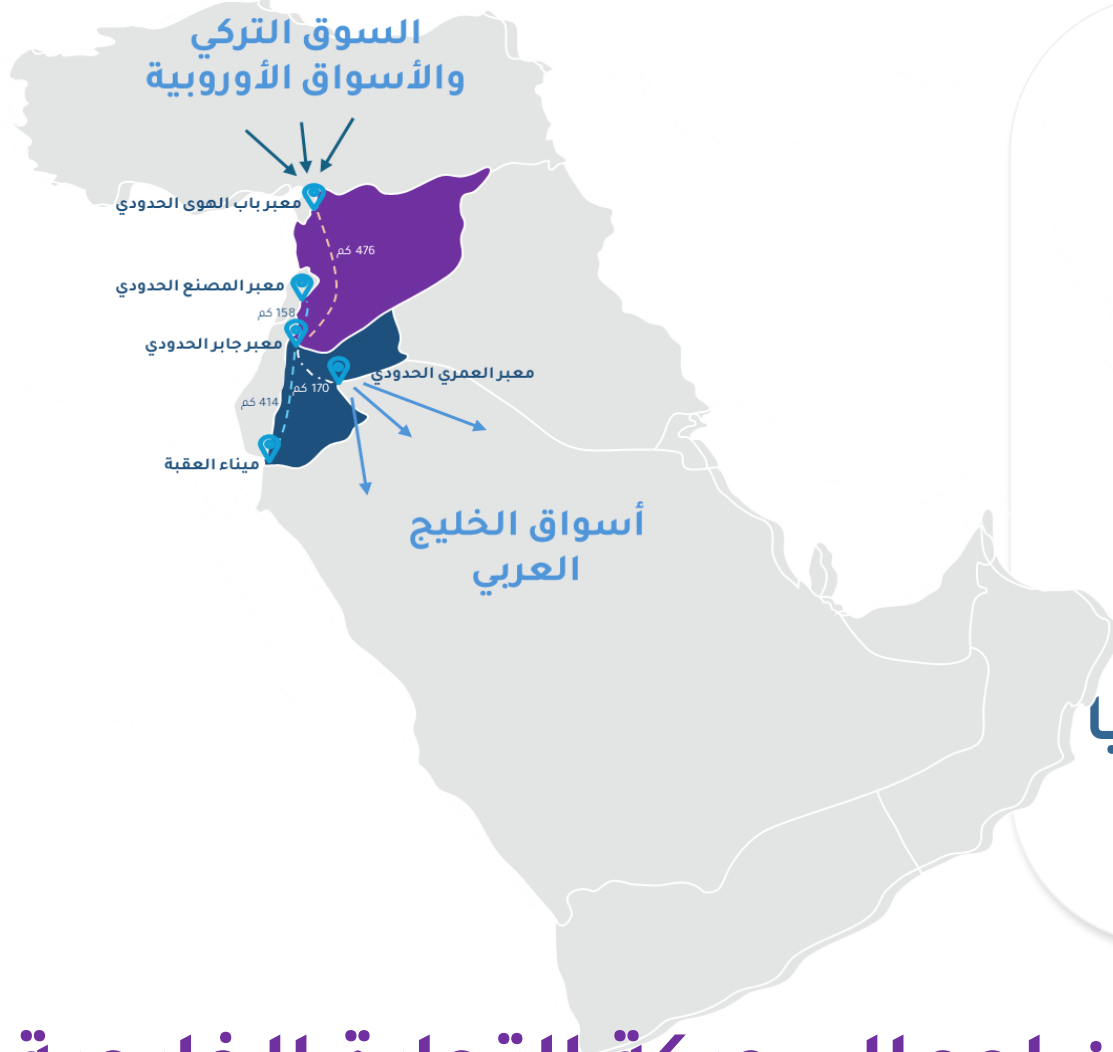 السوق التركي
والأسواق الأوروبية
معبر باب الهوى الحدودي
476 كم
معبر المصنع الحدودي
158 كم
معبر جابر الحدودي
معبر العمري الحدودي
170 كم
414 كم
ميناء العقبة
أسواق الخليج
العربي